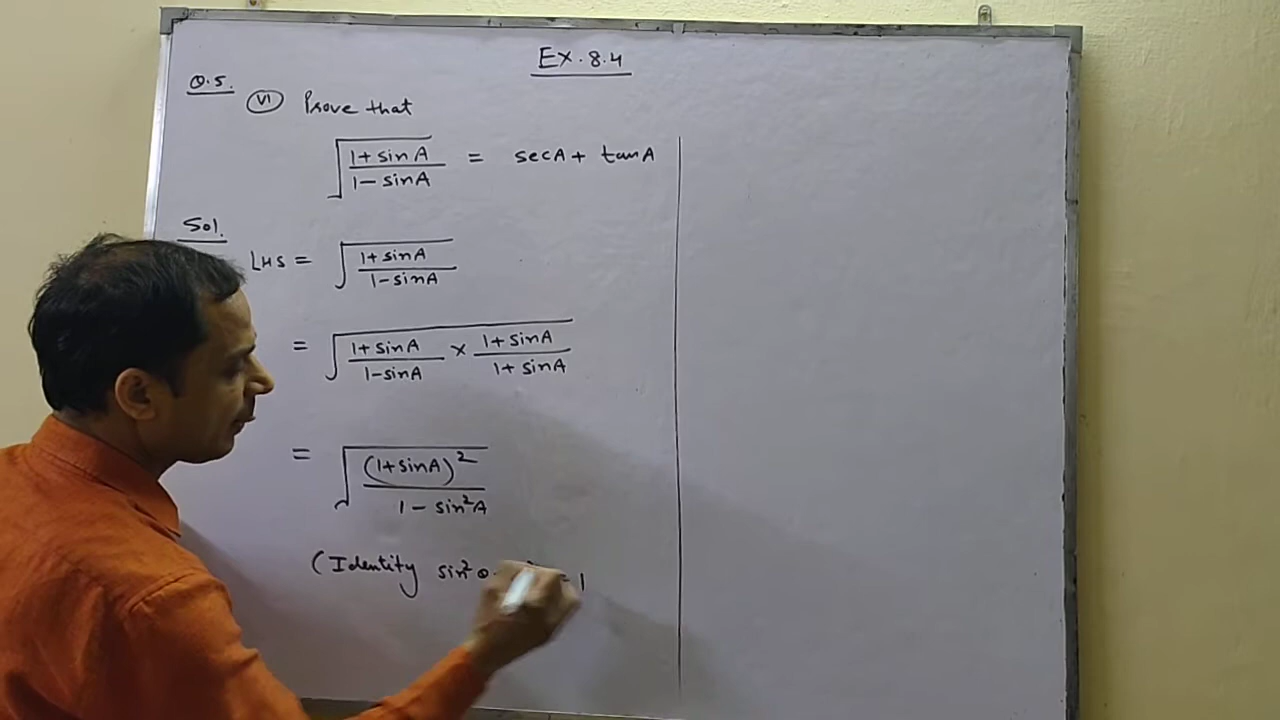 Ex. 8.4
Q.5.
(vi) Prove that
√(1+sinA / 1-sinA) = secA + tanA
Sol.
LHS = √(1+sinA / 1-sinA)
= √(1+sinA / 1-sinA × 1+sinA / 1+sinA)
= √((1+sinA)² / 1-sin²A)
(Identity sin²θ = 1